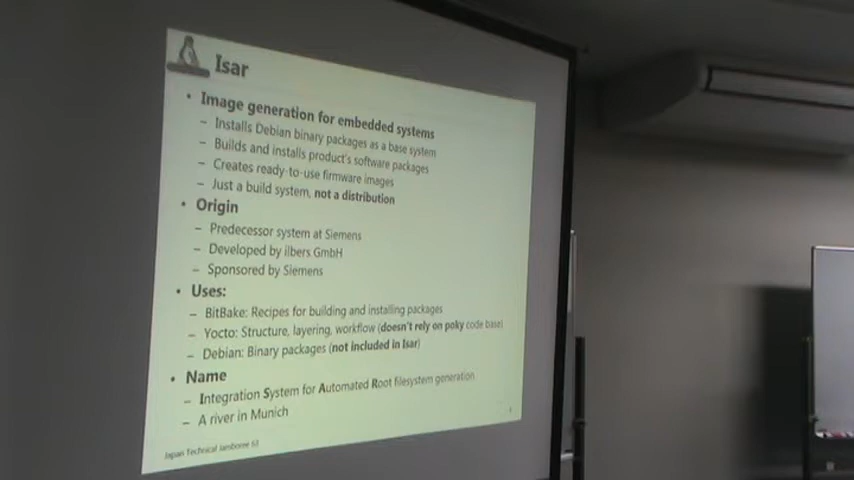 Isar
• Image generation for embedded systems
– Installs Debian binary packages as a base system
– Builds and installs product's software packages
– Creates ready-to-use firmware images
– Just a build system, not a distribution
• Origin
– Predecessor system at Siemens
– Developed by ilbers GmbH
– Sponsored by Siemens
• Uses:
– BitBake: Recipes for building and installing packages
– Yocto: Structure, layering, workflow (doesn't rely on poky code base)
– Debian: Binary packages (not included in Isar)
• Name
– Integration System for Automated Root filesystem generation
– A river in Munich
Japan Technical Jamboree